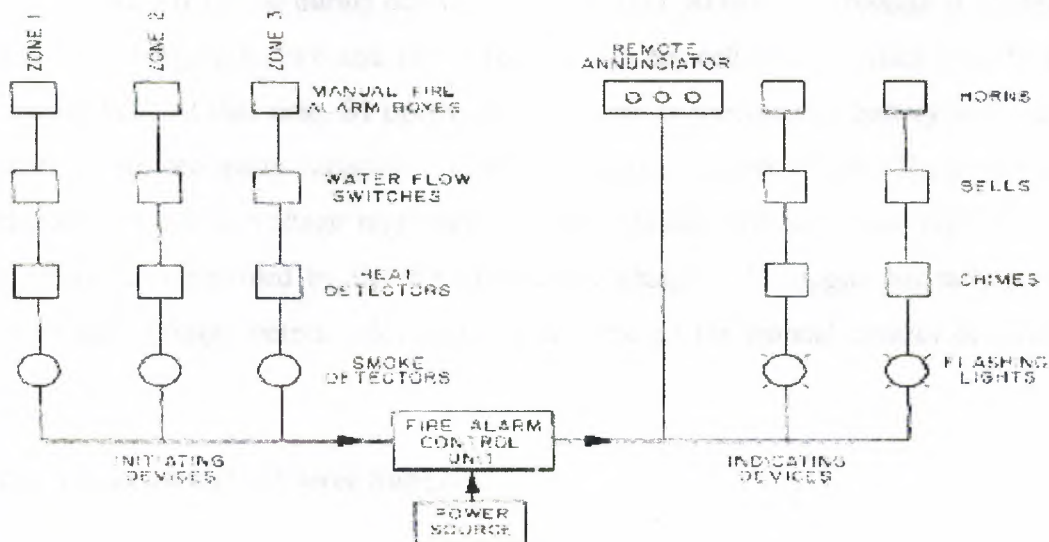 ZONE 1
ZONE 2
ZONE 3
MANUAL FIRE
ALARM BOXES
REMOTE
ANNUNCIATOR
HORNS
WATER FLOW
SWITCHES
BELLS
HEAT
DETECTORS
CHIMES
SMOKE
DETECTORS
FLASHING
LIGHTS
FIRE ALARM
CONTROL
UNIT
INITIATING
DEVICES
INDICATING
DEVICES
POWER
SOURCE